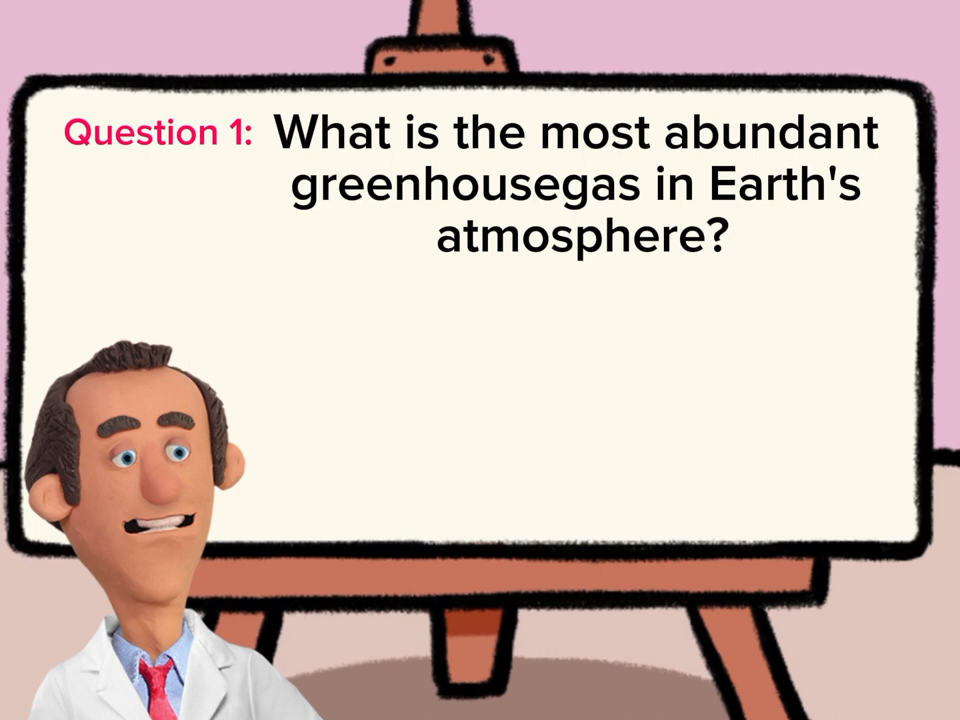 Question 1: What is the most abundant
greenhousegas in Earth's
atmosphere?